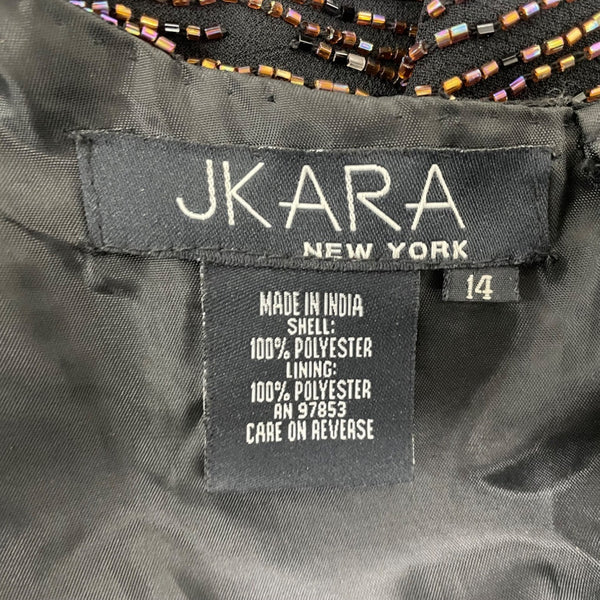 JKARA
NEW YORK
14
MADE IN INDIA
SHELL:
100% POLYESTER
LINING:
100% POLYESTER
AN 97853
CARE ON REVERSE